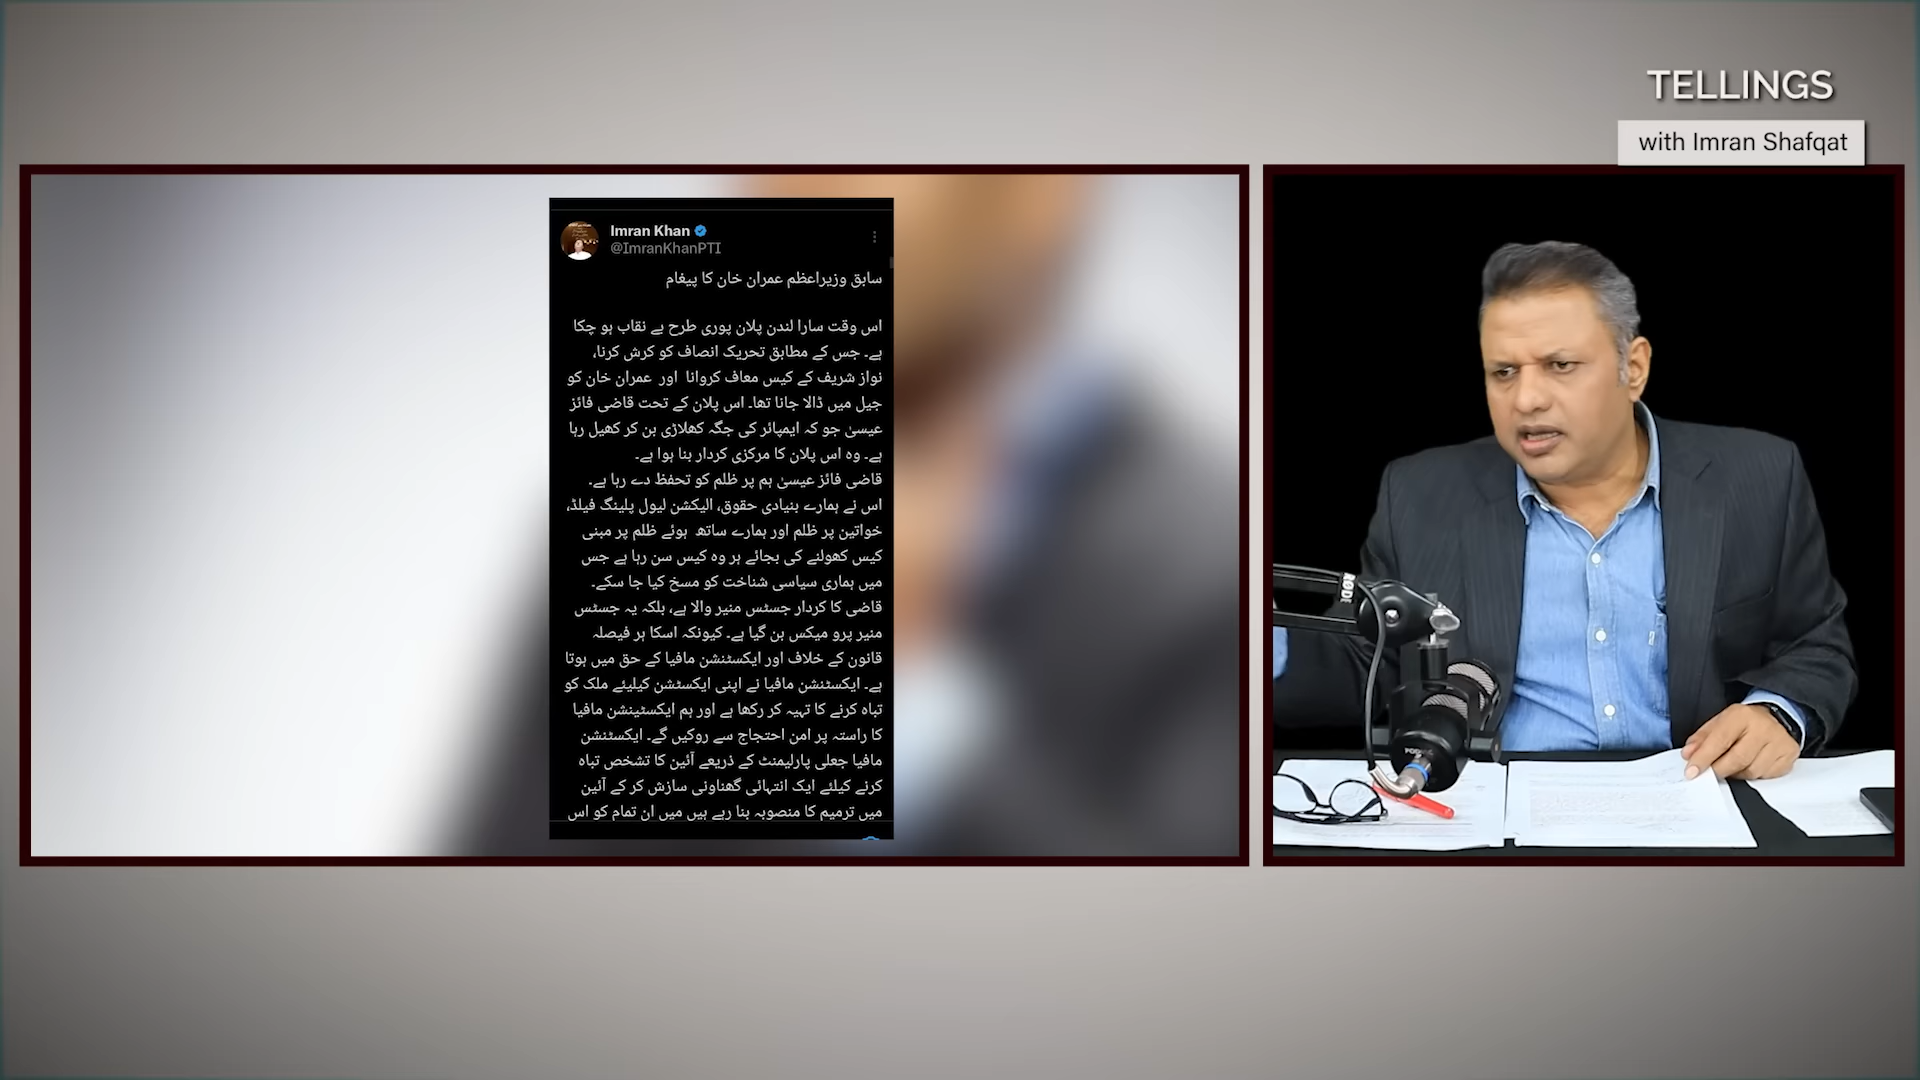 TELLINGS
with Imran Shafqat
Imran Khan
@ImranKhanPTI
سابق وزیراعظم عمران خان کا پیغام
اس وقت سارا لندن پلان پوری طرح بے نقاب ہو چکا
ہے۔ جس کے مطابق تحریک انصاف کو کرش کرنا،
نواز شریف کے کیس معاف کروانا اور عمران خان کو
جیل میں ڈالا جانا تھا۔ اس پلان کے تحت قاضی فائز
عیسیٰ جو کہ ایمپائر کی جگہ کھلاڑی بن کر کھیل رہا
ہے۔ وہ اس پلان کا مرکزی کردار بنا ہوا ہے۔
قاضی فائز عیسیٰ ہم پر ظلم کو تحفظ دے رہا ہے۔
اس نے ہمارے بنیادی حقوق، الیکشن لیول پلینگ فیلڈ،
خواتین پر ظلم اور ہمارے ساتھ ہوئے ظلم پر مبنی
کیس کھولنے کی بجائے ہر وہ کیس سن رہا ہے جس
میں ہماری سیاسی شناخت کو مسخ کیا جا سکے۔
قاضی کا کردار جسٹس منیر والا ہے، بلکہ یہ جسٹس
منیر پرو میکس بن گیا ہے۔ کیونکہ اسکا ہر فیصلہ
قانون کے خلاف اور ایکسٹنشن مافیا کے حق میں ہوتا
ہے۔ ایکسٹنشن مافیا نے اپنی ایکسٹشن کیلیئے ملک کو
تباہ کرنے کا تہیہ کر رکھا ہے اور ہم ایکسٹینشن مافیا
کا راستہ پر امن احتجاج سے روکیں گے۔ ایکسٹنشن
مافیا جعلی پارلیمنٹ کے ذریعے آئین کا تشخص تباہ
کرنے کیلئے ایک انتہائی گھناونی سازش کر کے آئین
میں ترمیم کا منصوبہ بنا رہے ہیں میں ان تمام کو اس
RODE